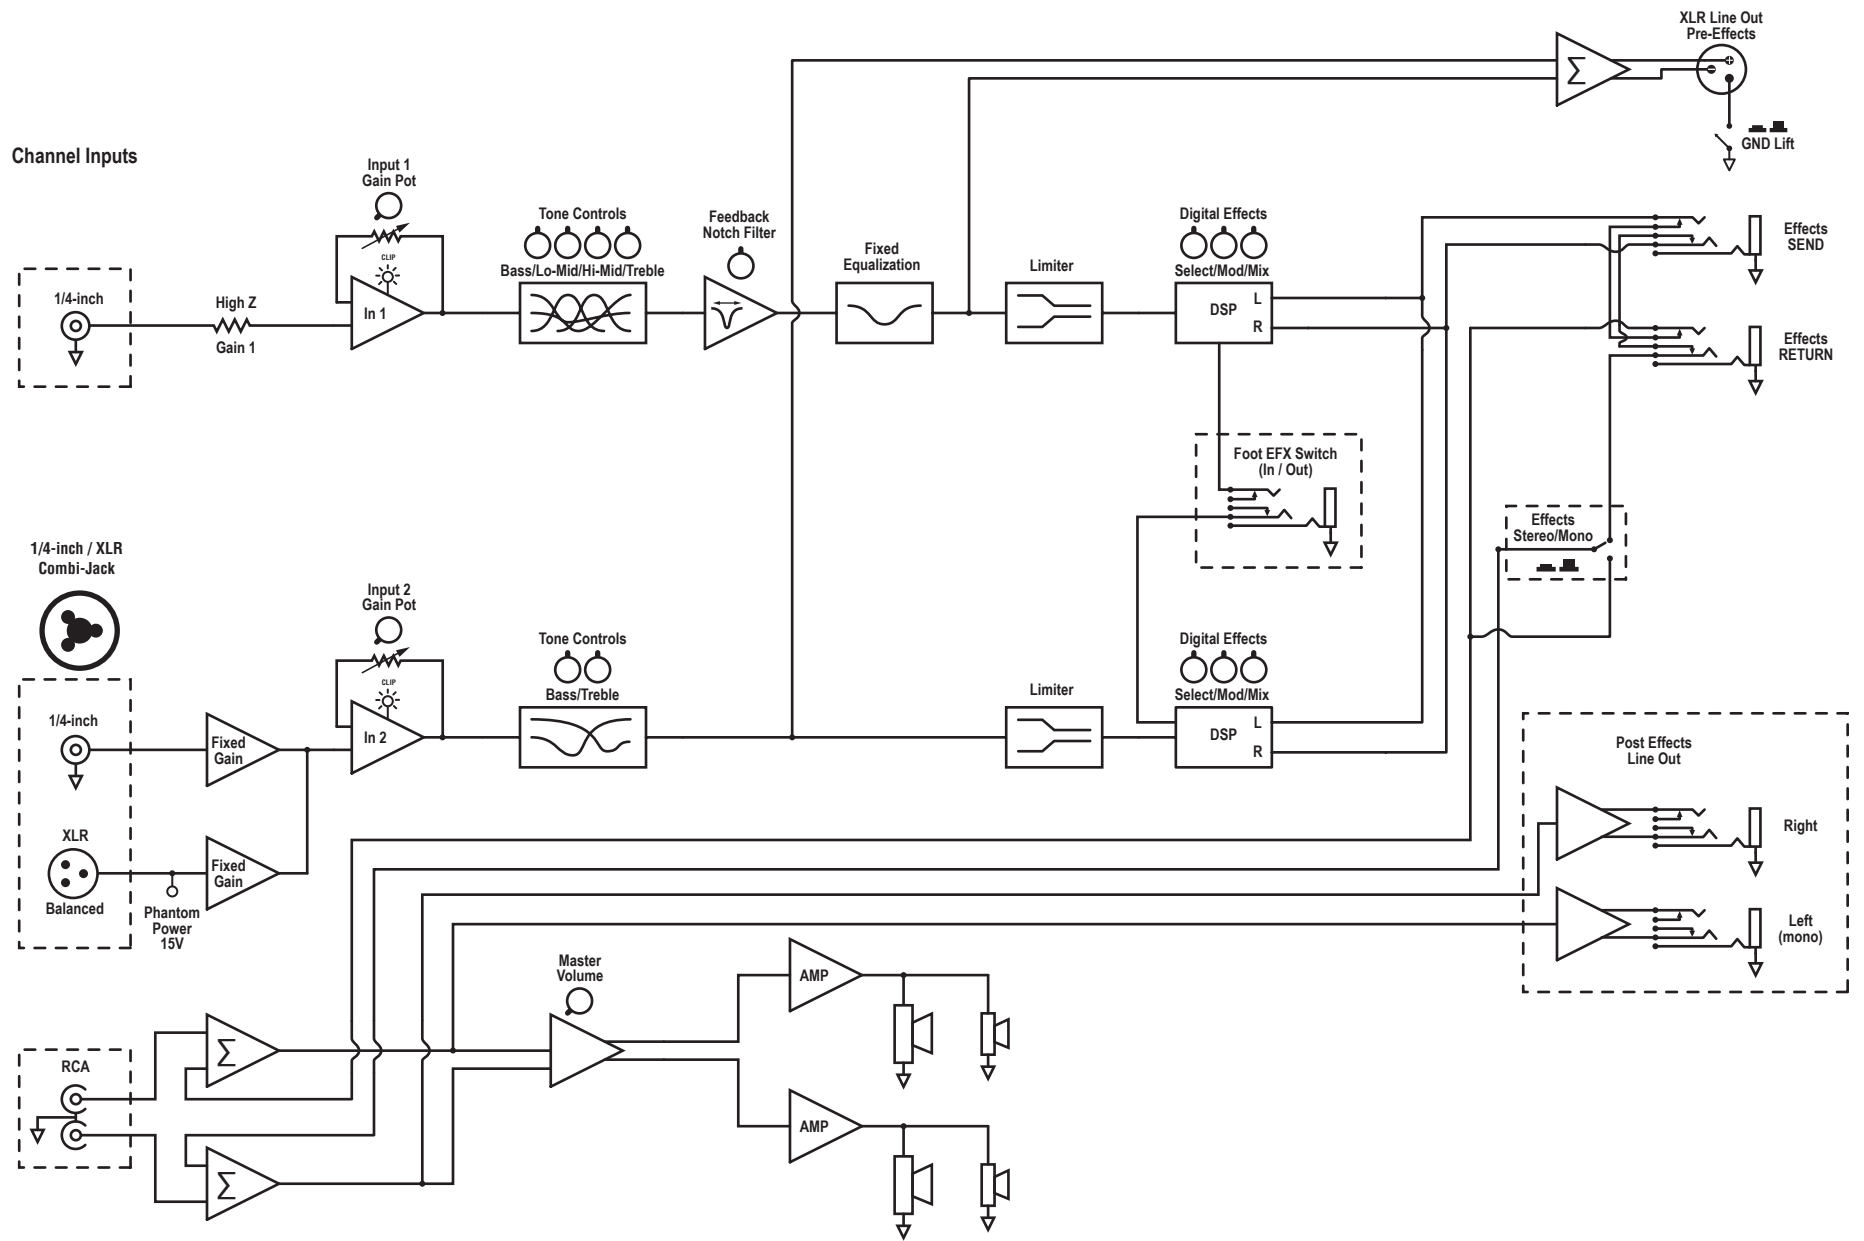 XLR Line Out
Pre-Effects
Σ
GND Lift
Channel Inputs
Input 1
Gain Pot
CLIP
In 1
1/4-inch
High Z
Gain 1
Tone Controls
Bass/Lo-Mid/Hi-Mid/Treble
Feedback
Notch Filter
Fixed
Equalization
Limiter
Digital Effects
Select/Mod/Mix
DSP
L
R
Effects
SEND
Effects
RETURN
Foot EFX Switch
(In / Out)
Effects
Stereo/Mono
1/4-inch / XLR
Combi-Jack
1/4-inch
Fixed
Gain
Input 2
Gain Pot
CLIP
In 2
Tone Controls
Bass/Treble
Limiter
Digital Effects
Select/Mod/Mix
DSP
L
R
XLR
Balanced
Phantom
Power
15V
Fixed
Gain
Post Effects
Line Out
Right
Left
(mono)
RCA
Σ
Σ
Master
Volume
AMP
AMP